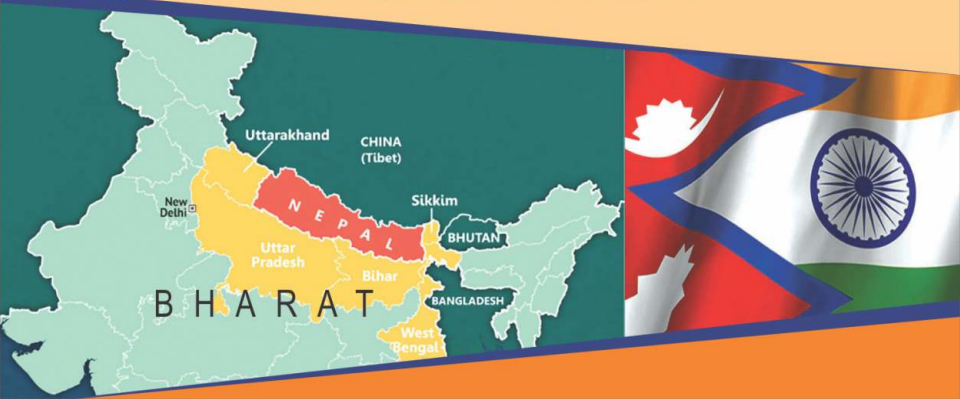 Uttarakhand
CHINA
(Tibet)
New
Delhi
NEPAL
Sikkim
BHUTAN
Uttar
Pradesh
Bihar
BHARAT
BANGLADESH
West
Bengal